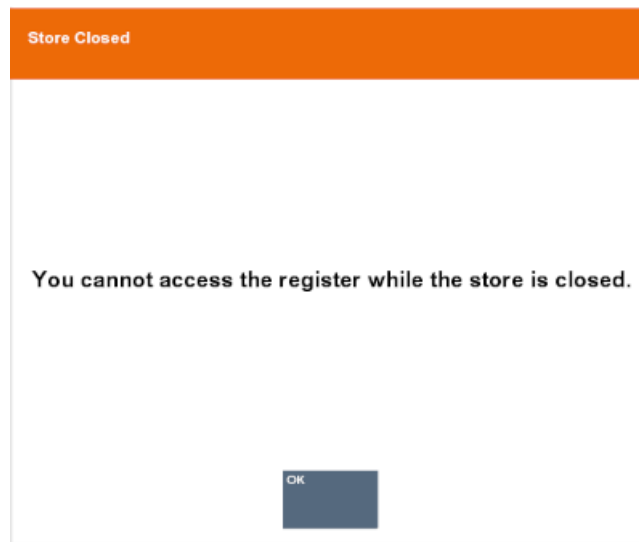 Store Closed
You cannot access the register while the store is closed.
OK